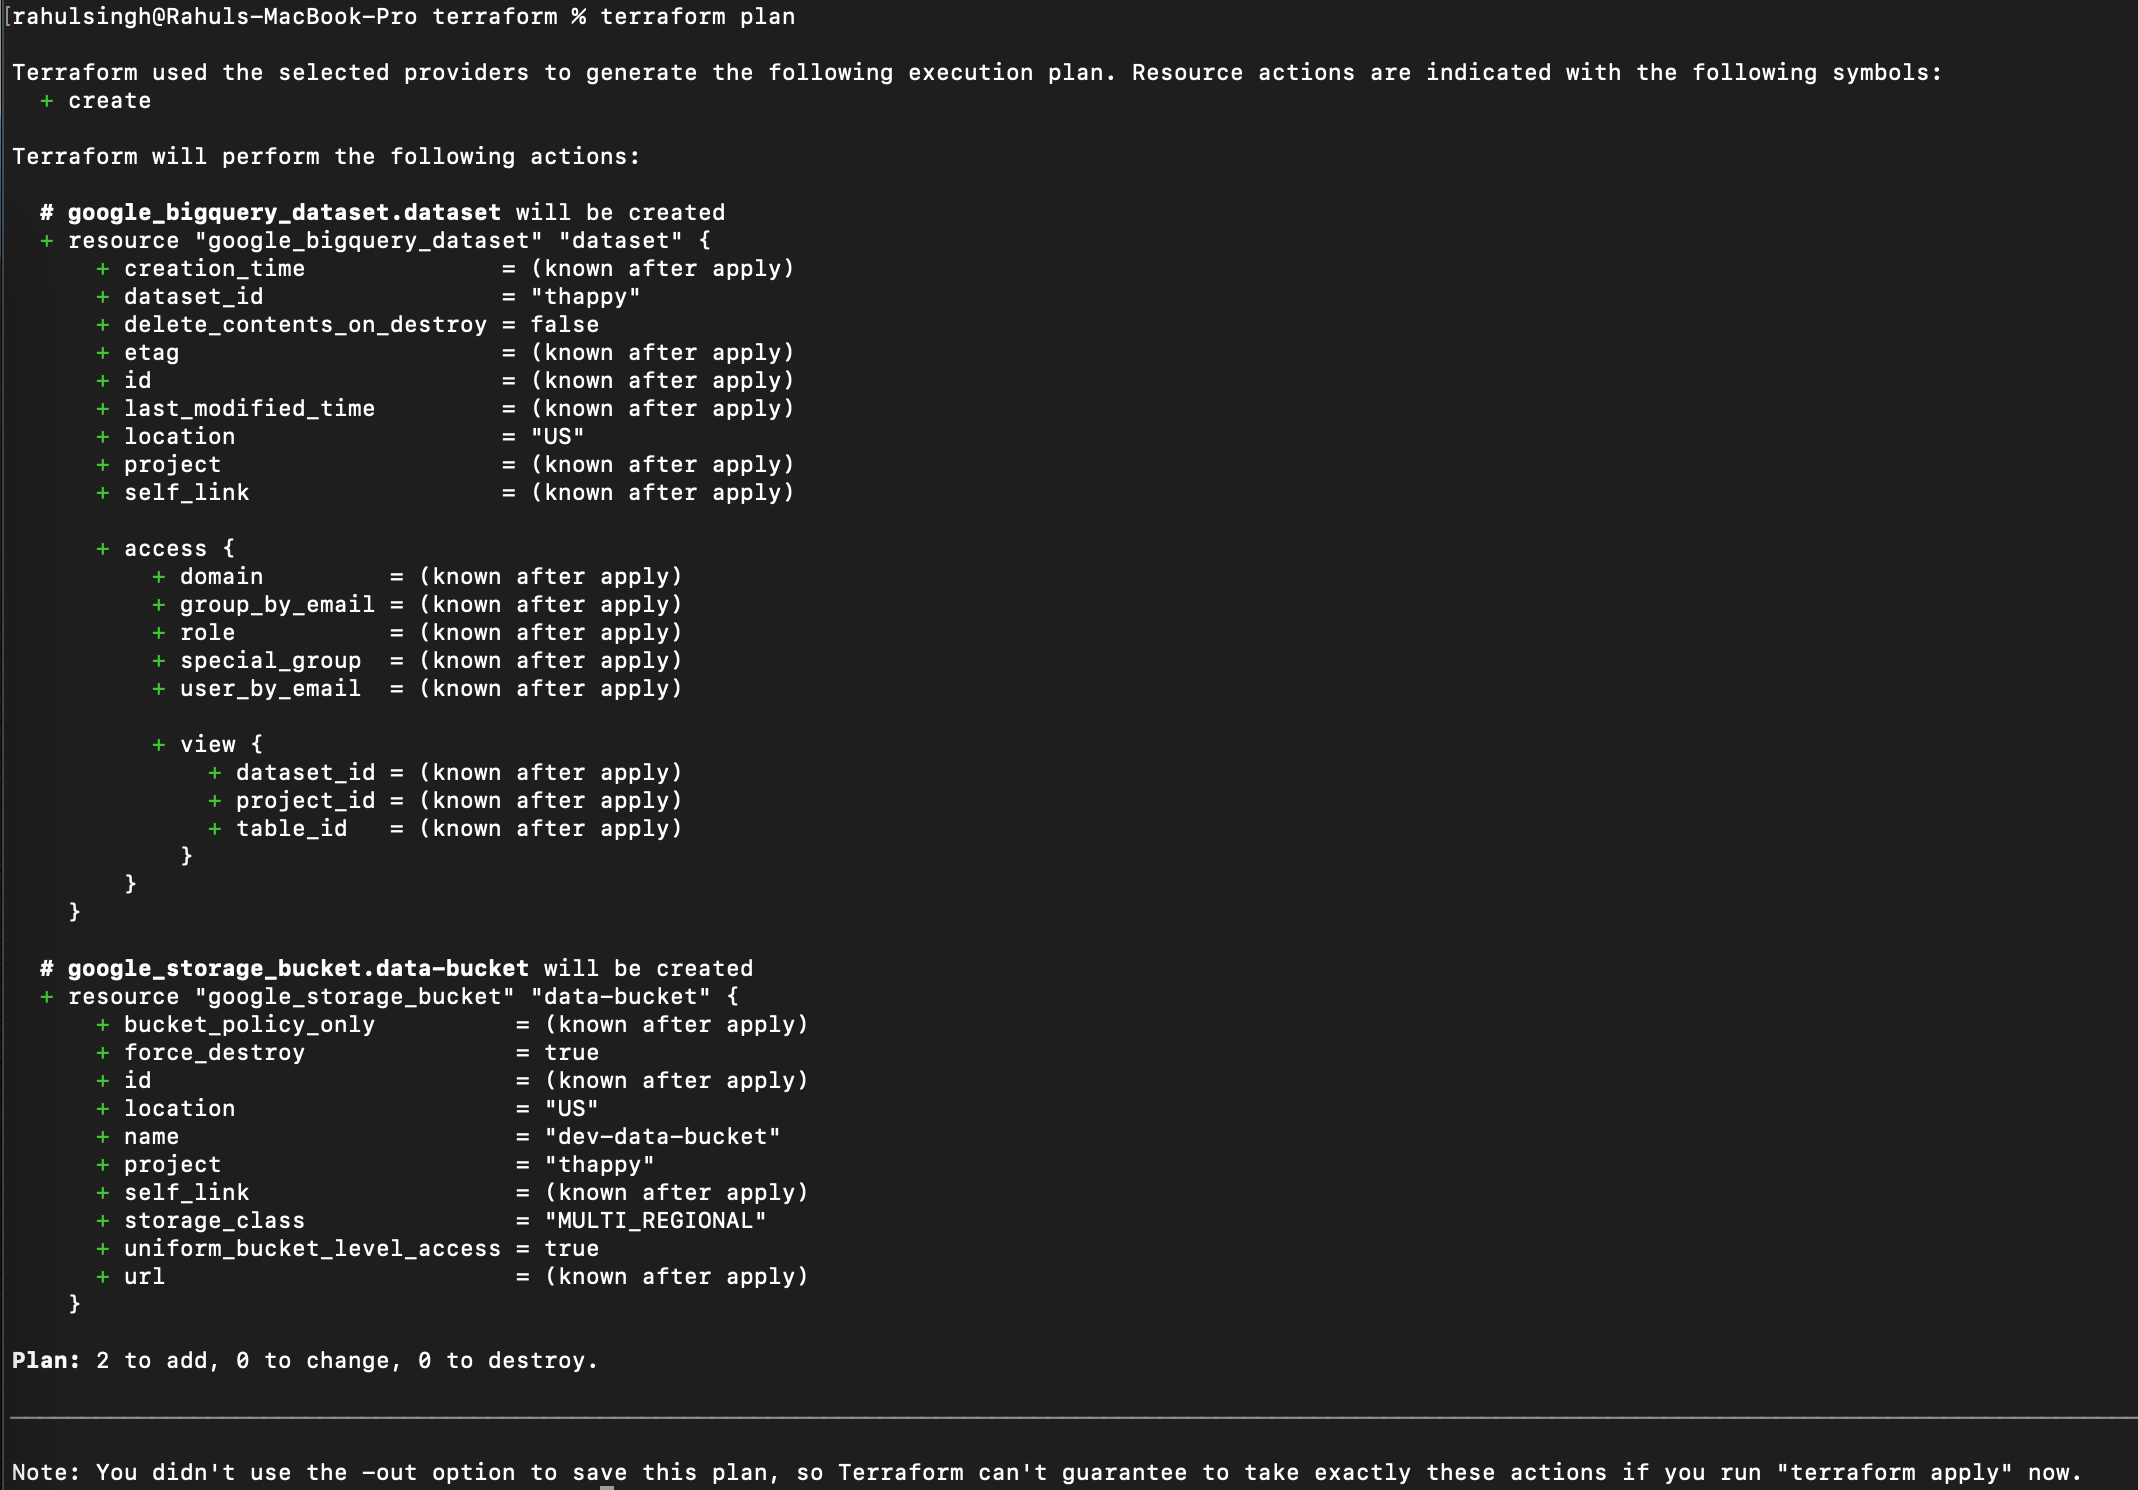 [rahulsingh@Rahuls-MacBook-Pro terraform % terraform plan
Terraform used the selected providers to generate the following execution plan. Resource actions are indicated with the following symbols:
  + create
Terraform will perform the following actions:
  # google_bigquery_dataset.dataset will be created
  + resource "google_bigquery_dataset" "dataset" {
      + creation_time              = (known after apply)
      + dataset_id                 = "thappy"
      + delete_contents_on_destroy = false
      + etag                       = (known after apply)
      + id                         = (known after apply)
      + last_modified_time         = (known after apply)
      + location                   = "US"
      + project                    = (known after apply)
      + self_link                  = (known after apply)
      + access {
          + domain         = (known after apply)
          + group_by_email = (known after apply)
          + role           = (known after apply)
          + special_group  = (known after apply)
          + user_by_email  = (known after apply)
          + view {
              + dataset_id = (known after apply)
              + project_id = (known after apply)
              + table_id   = (known after apply)
            }
        }
    }
  # google_storage_bucket.data-bucket will be created
  + resource "google_storage_bucket" "data-bucket" {
      + bucket_policy_only          = (known after apply)
      + force_destroy               = true
      + id                          = (known after apply)
      + location                    = "US"
      + name                        = "dev-data-bucket"
      + project                     = "thappy"
      + self_link                   = (known after apply)
      + storage_class               = "MULTI_REGIONAL"
      + uniform_bucket_level_access = true
      + url                         = (known after apply)
    }
Plan: 2 to add, 0 to change, 0 to destroy.
Note: You didn't use the -out option to save this plan, so Terraform can't guarantee to take exactly these actions if you run "terraform apply" now.